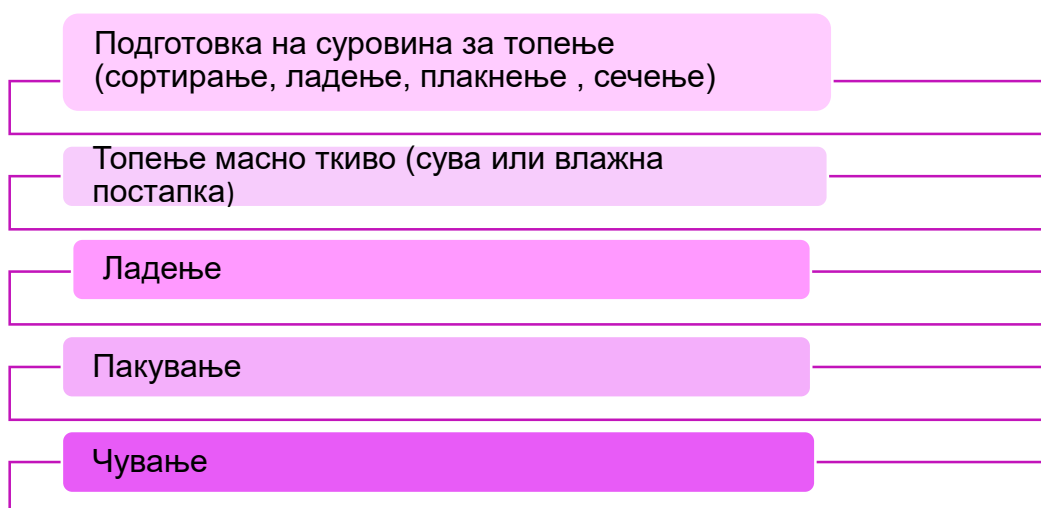 Подготовка на суровина за топење
(сортирање, ладење, плакнење , сечење)
Топење масно ткиво (сува или влажна
постапка)
Ладење
Пакување
Чување